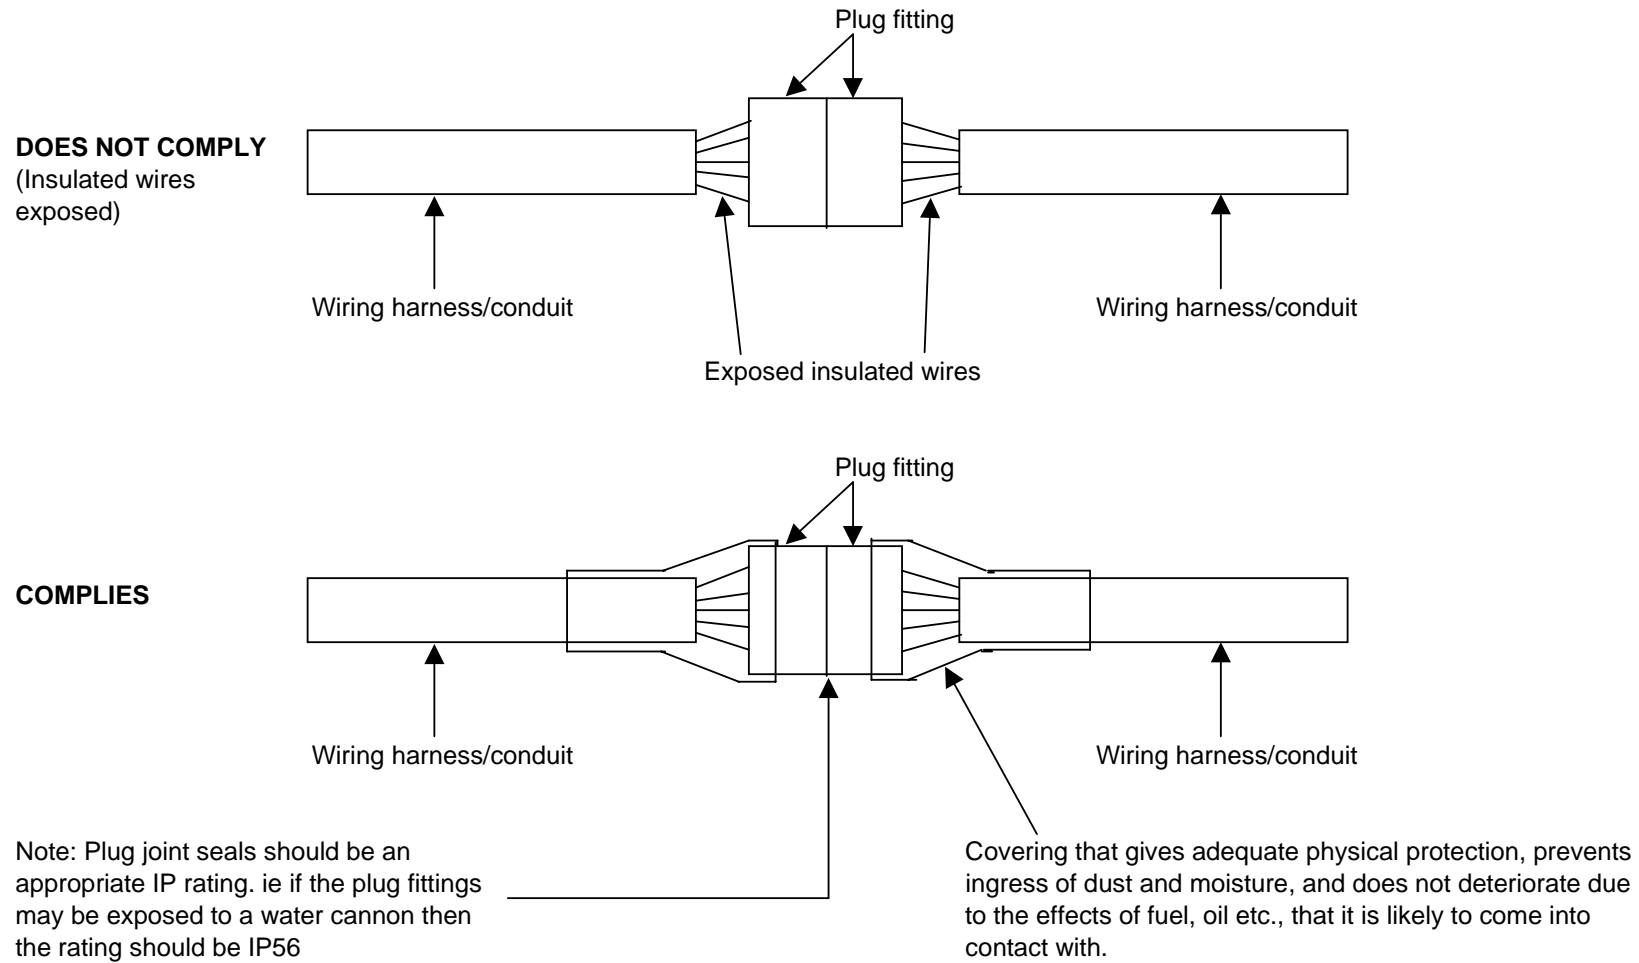 Plug fitting
DOES NOT COMPLY
(Insulated wires
exposed)
Wiring harness/conduit
Wiring harness/conduit
Exposed insulated wires
Plug fitting
COMPLIES
Wiring harness/conduit
Wiring harness/conduit
Note: Plug joint seals should be an
appropriate IP rating. ie if the plug fittings
may be exposed to a water cannon then
the rating should be IP56
Covering that gives adequate physical protection, prevents
ingress of dust and moisture, and does not deteriorate due
to the effects of fuel, oil etc., that it is likely to come into
contact with.